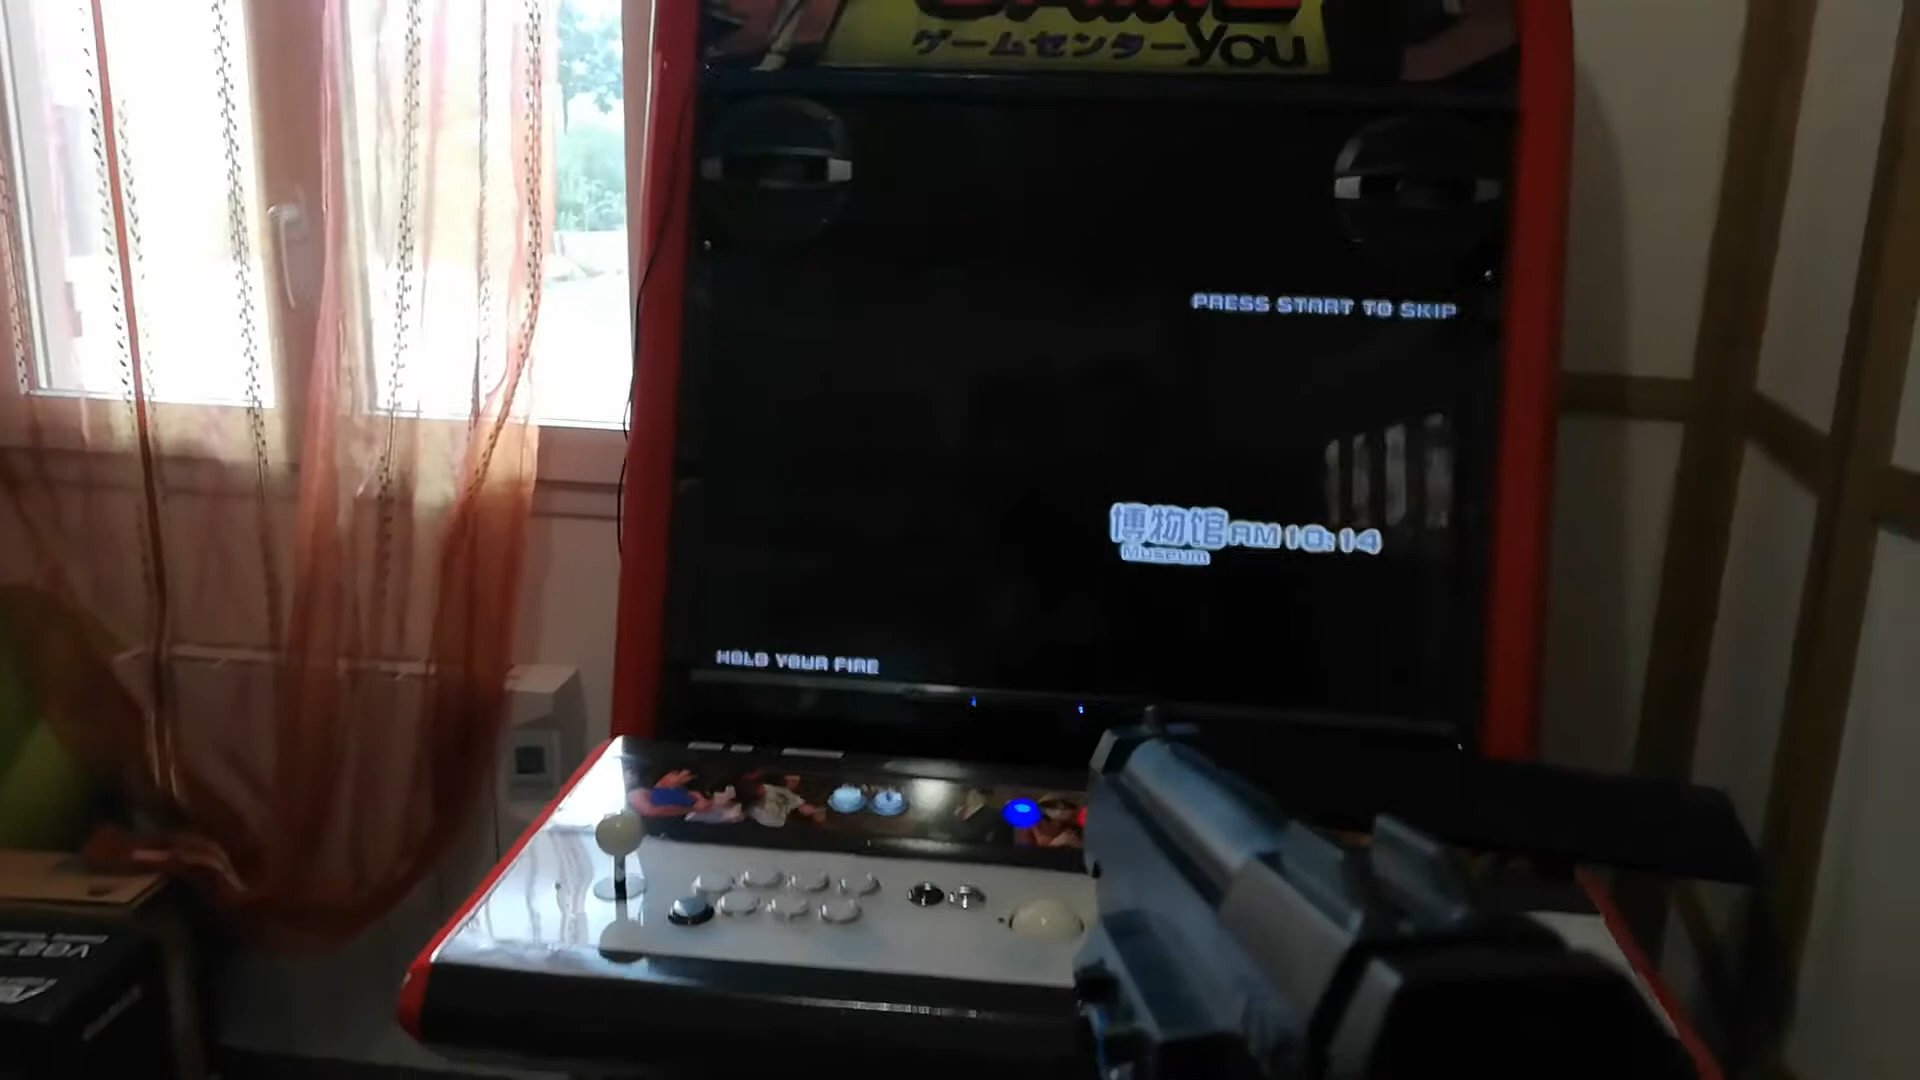 GAME
ゲームセンターyou
PRESS START TO SKIP
博物馆AM 10:14
Museum
HOLD YOUR FIRE